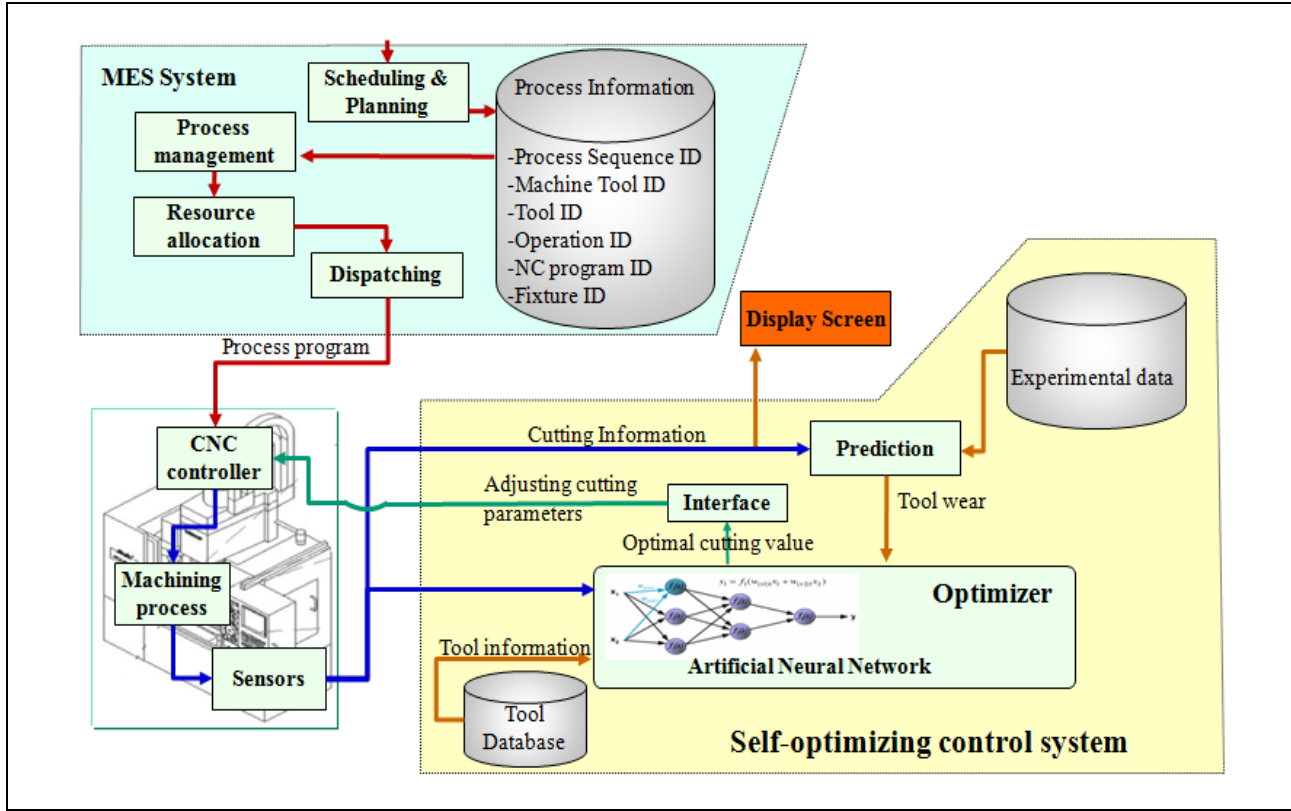 MES System
Scheduling &
Planning
Process Information
-Process Sequence ID
-Machine Tool ID
-Tool ID
-Operation ID
-NC program ID
-Fixture ID
Process
management
Resource
allocation
Dispatching
Process program
CNC
controller
Machining
process
Sensors
Display Screen
Experimental data
Cutting Information
Prediction
Adjusting cutting
parameters
Interface
Tool wear
Optimal cutting value
Optimizer
Artificial Neural Network
Tool information
Tool
Database
Self-optimizing control system